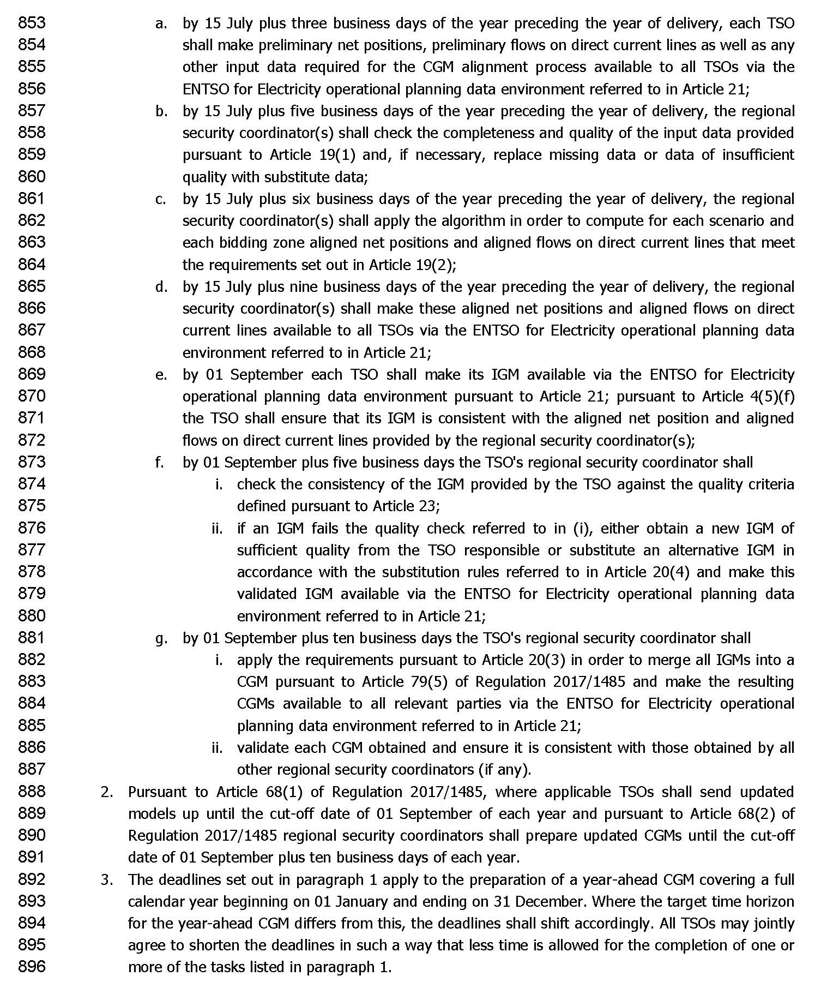 853 a. by 15 July plus three business days of the year preceding the year of delivery, each TSO
854 shall make preliminary net positions, preliminary flows on direct current lines as well as any
855 other input data required for the CGM alignment process available to all TSOs via the
856 ENTSO for Electricity operational planning data environment referred to in Article 21;
857 b. by 15 July plus five business days of the year preceding the year of delivery, the regional
858 security coordinator(s) shall check the completeness and quality of the input data provided
859 pursuant to Article 19(1) and, if necessary, replace missing data or data of insufficient
860 quality with substitute data;
861 c. by 15 July plus six business days of the year preceding the year of delivery, the regional
862 security coordinator(s) shall apply the algorithm in order to compute for each scenario and
863 each bidding zone aligned net positions and aligned flows on direct current lines that meet
864 the requirements set out in Article 19(2);
865 d. by 15 July plus nine business days of the year preceding the year of delivery, the regional
866 security coordinator(s) shall make these aligned net positions and aligned flows on direct
867 current lines available to all TSOs via the ENTSO for Electricity operational planning data
868 environment referred to in Article 21;
869 e. by 01 September each TSO shall make its IGM available via the ENTSO for Electricity
870 operational planning data environment pursuant to Article 21; pursuant to Article 4(5)(f)
871 the TSO shall ensure that its IGM is consistent with the aligned net position and aligned
872 flows on direct current lines provided by the regional security coordinator(s);
873 f. by 01 September plus five business days the TSO's regional security coordinator shall
874 i. check the consistency of the IGM provided by the TSO against the quality criteria
875 defined pursuant to Article 23;
876 ii. if an IGM fails the quality check referred to in (i), either obtain a new IGM of
877 sufficient quality from the TSO responsible or substitute an alternative IGM in
878 accordance with the substitution rules referred to in Article 20(4) and make this
879 validated IGM available via the ENTSO for Electricity operational planning data
880 environment referred to in Article 21;
881 g. by 01 September plus ten business days the TSO's regional security coordinator shall
882 i. apply the requirements pursuant to Article 20(3) in order to merge all IGMs into a
883 CGM pursuant to Article 79(5) of Regulation 2017/1485 and make the resulting
884 CGMs available to all relevant parties via the ENTSO for Electricity operational
885 planning data environment referred to in Article 21;
886 ii. validate each CGM obtained and ensure it is consistent with those obtained by all
887 other regional security coordinators (if any).
888 2. Pursuant to Article 68(1) of Regulation 2017/1485, where applicable TSOs shall send updated
889 models up until the cut-off date of 01 September of each year and pursuant to Article 68(2) of
890 Regulation 2017/1485 regional security coordinators shall prepare updated CGMs until the cut-off
891 date of 01 September plus ten business days of each year.
892 3. The deadlines set out in paragraph 1 apply to the preparation of a year-ahead CGM covering a full
893 calendar year beginning on 01 January and ending on 31 December. Where the target time horizon
894 for the year-ahead CGM differs from this, the deadlines shall shift accordingly. All TSOs may jointly
895 agree to shorten the deadlines in such a way that less time is allowed for the completion of one or
896 more of the tasks listed in paragraph 1.